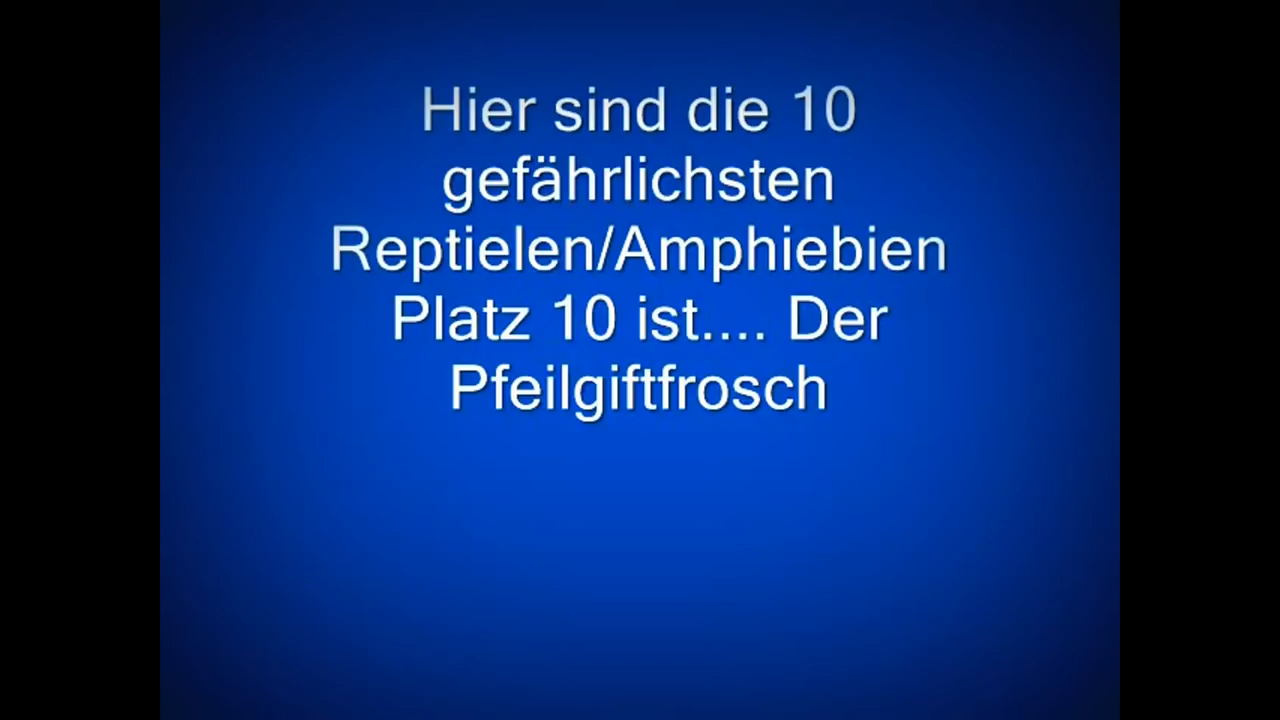 Hier sind die 10
gefährlichsten
Reptielen/Amphiebien
Platz 10 ist.... Der
Pfeilgiftfrosch